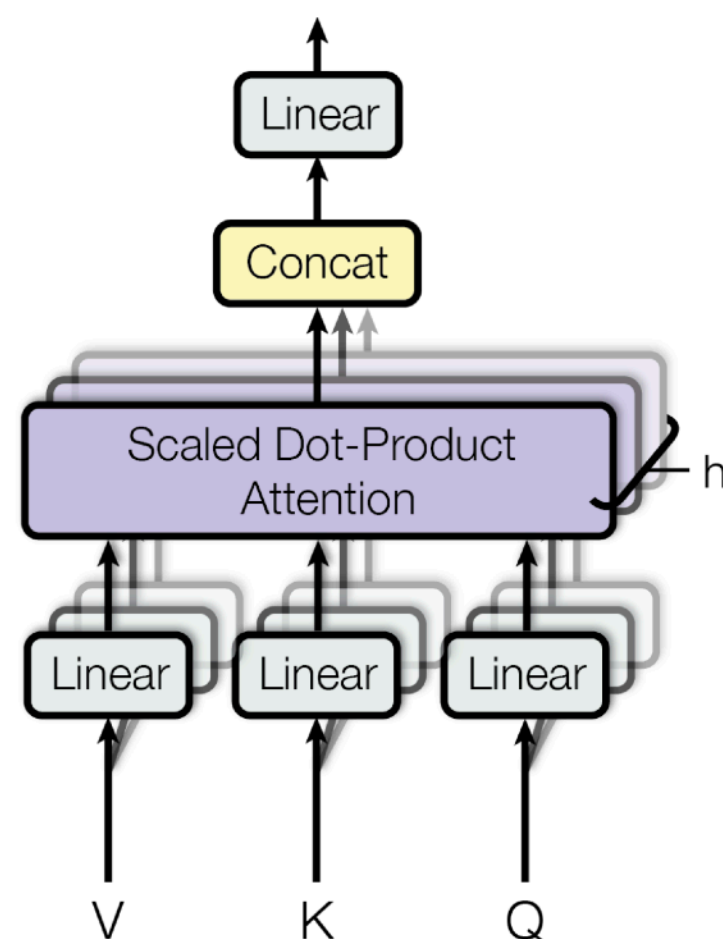 Linear
Concat
Scaled Dot-Product
Attention
h
Linear Linear Linear
V K Q